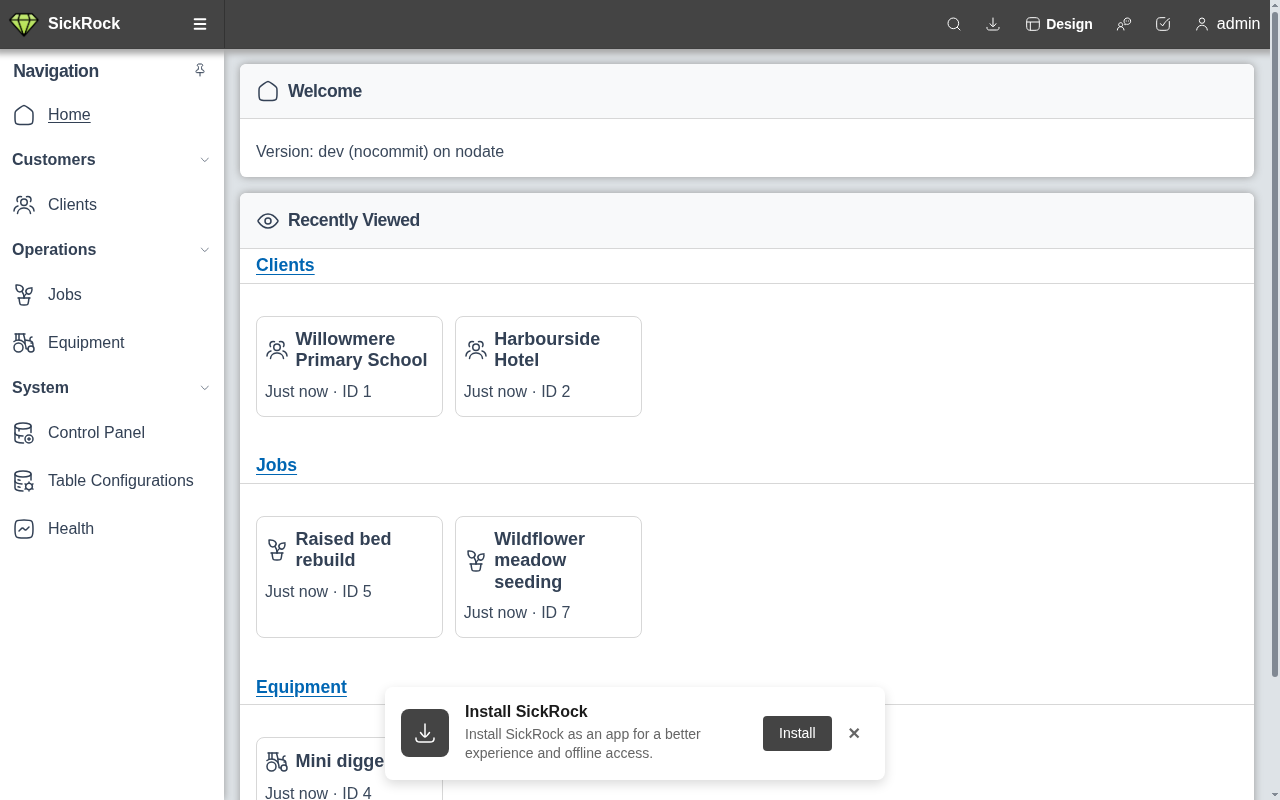 SickRock
Design
admin
Navigation
Home
Customers
Clients
Operations
Jobs
Equipment
System
Control Panel
Table Configurations
Health
Welcome
Version: dev (nocommit) on nodate
Recently Viewed
Clients
Willowmere
Primary School
Just now · ID 1
Harbourside
Hotel
Just now · ID 2
Jobs
Raised bed
rebuild
Just now · ID 5
Wildflower
meadow
seeding
Just now · ID 7
Equipment
Mini digge
Just now · ID 4
Install SickRock
Install SickRock as an app for a better
experience and offline access.
Install